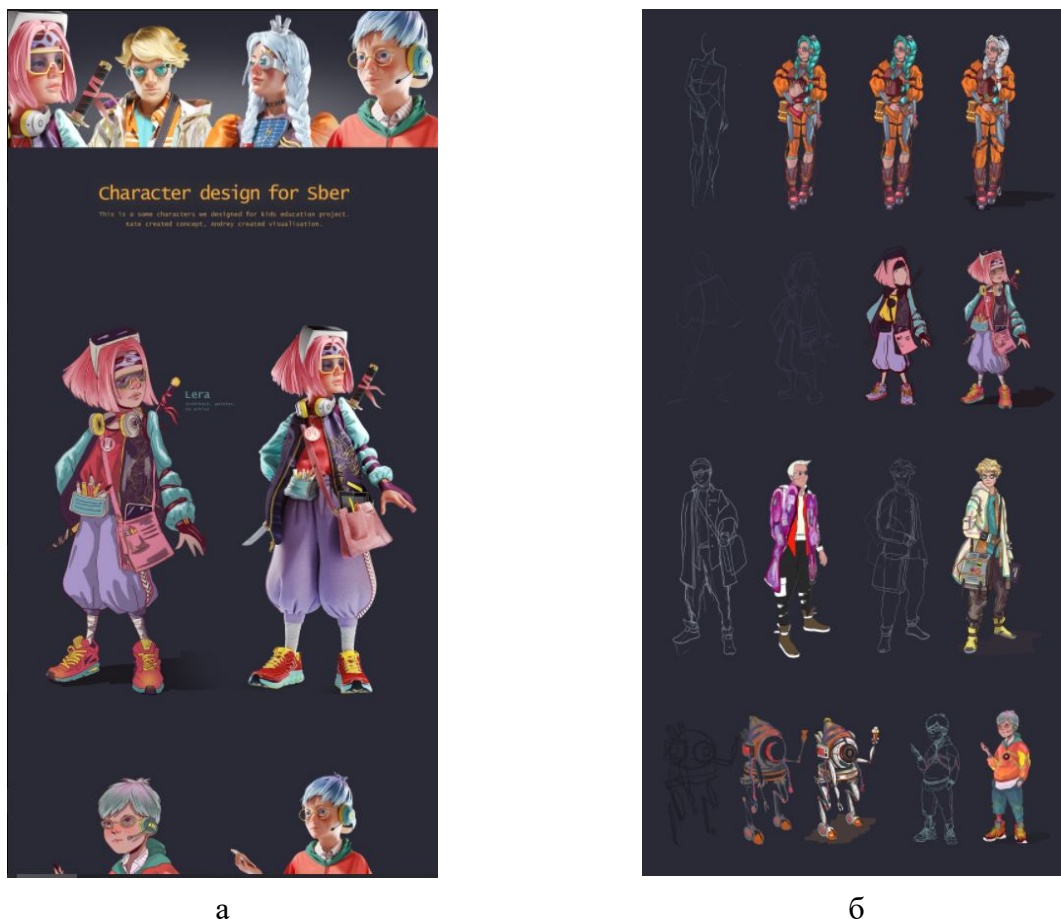 Character design for Sber
This is a some characters we designed for kids education project.
Kate created concept, Andrey created visualisation.
Lera
а
б